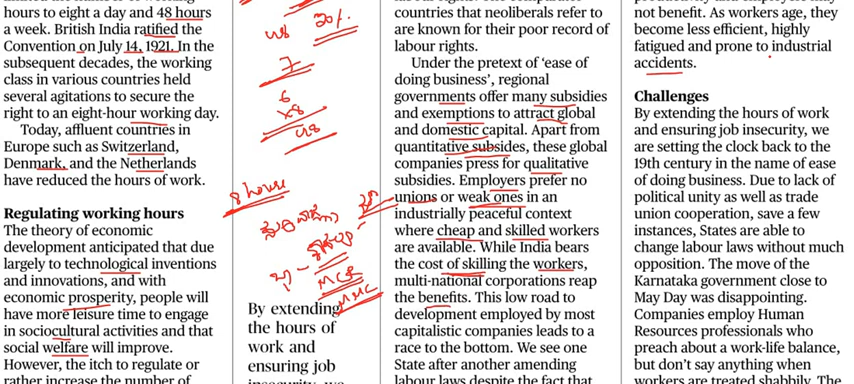 hours to eight a day and 48 hours
a week. British India ratified the
Convention on July 14, 1921. In the
subsequent decades, the working
class in various countries held
several agitations to secure the
right to an eight-hour working day.
Today, affluent countries in
Europe such as Switzerland,
Denmark, and the Netherlands
have reduced the hours of work.
Regulating working hours
The theory of economic
development anticipated that due
largely to technological inventions
and innovations, and with
economic prosperity, people will
have more leisure time to engage
in sociocultural activities and that
social welfare will improve.
However, the itch to regulate or
rather increase the number of
48 20%
7
6
x8
48
8 hours
By extending
the hours of
work and
ensuring job
insecurity, we
countries that neoliberals refer to
are known for their poor record of
labour rights.
Under the pretext of ‘ease of
doing business’, regional
governments offer many subsidies
and exemptions to attract global
and domestic capital. Apart from
quantitative subsides, these global
companies press for qualitative
subsidies. Employers prefer no
unions or weak ones in an
industrially peaceful context
where cheap and skilled workers
are available. While India bears
the cost of skilling the workers,
multi-national corporations reap
the benefits. This low road to
development employed by most
capitalistic companies leads to a
race to the bottom. We see one
State after another amending
labour laws despite the fact that
not benefit. As workers age, they
become less efficient, highly
fatigued and prone to industrial
accidents.
Challenges
By extending the hours of work
and ensuring job insecurity, we
are setting the clock back to the
19th century in the name of ease
of doing business. Due to lack of
political unity as well as trade
union cooperation, save a few
instances, States are able to
change labour laws without much
opposition. The move of the
Karnataka government close to
May Day was disappointing.
Companies employ Human
Resources professionals who
preach about a work-life balance,
but don’t say anything when
workers are treated shabbily. The